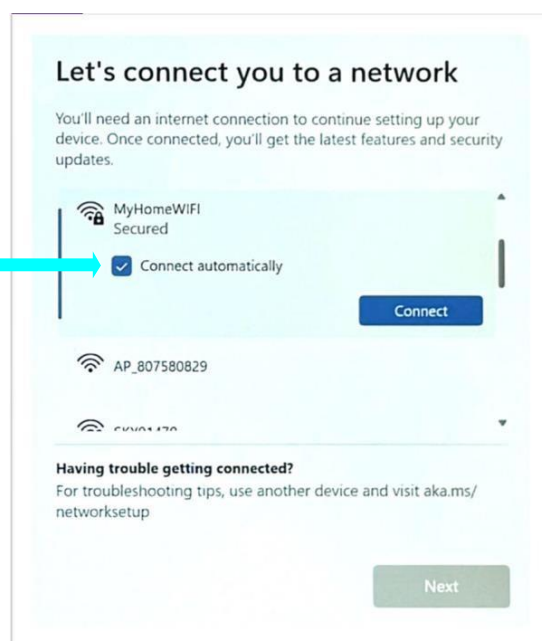 Let's connect you to a network
You'll need an internet connection to continue setting up your
device. Once connected, you'll get the latest features and security
updates.
MyHomeWIFI
Secured
Connect automatically
Connect
AP_807580829
Having trouble getting connected?
For troubleshooting tips, use another device and visit aka.ms/
networksetup
Next